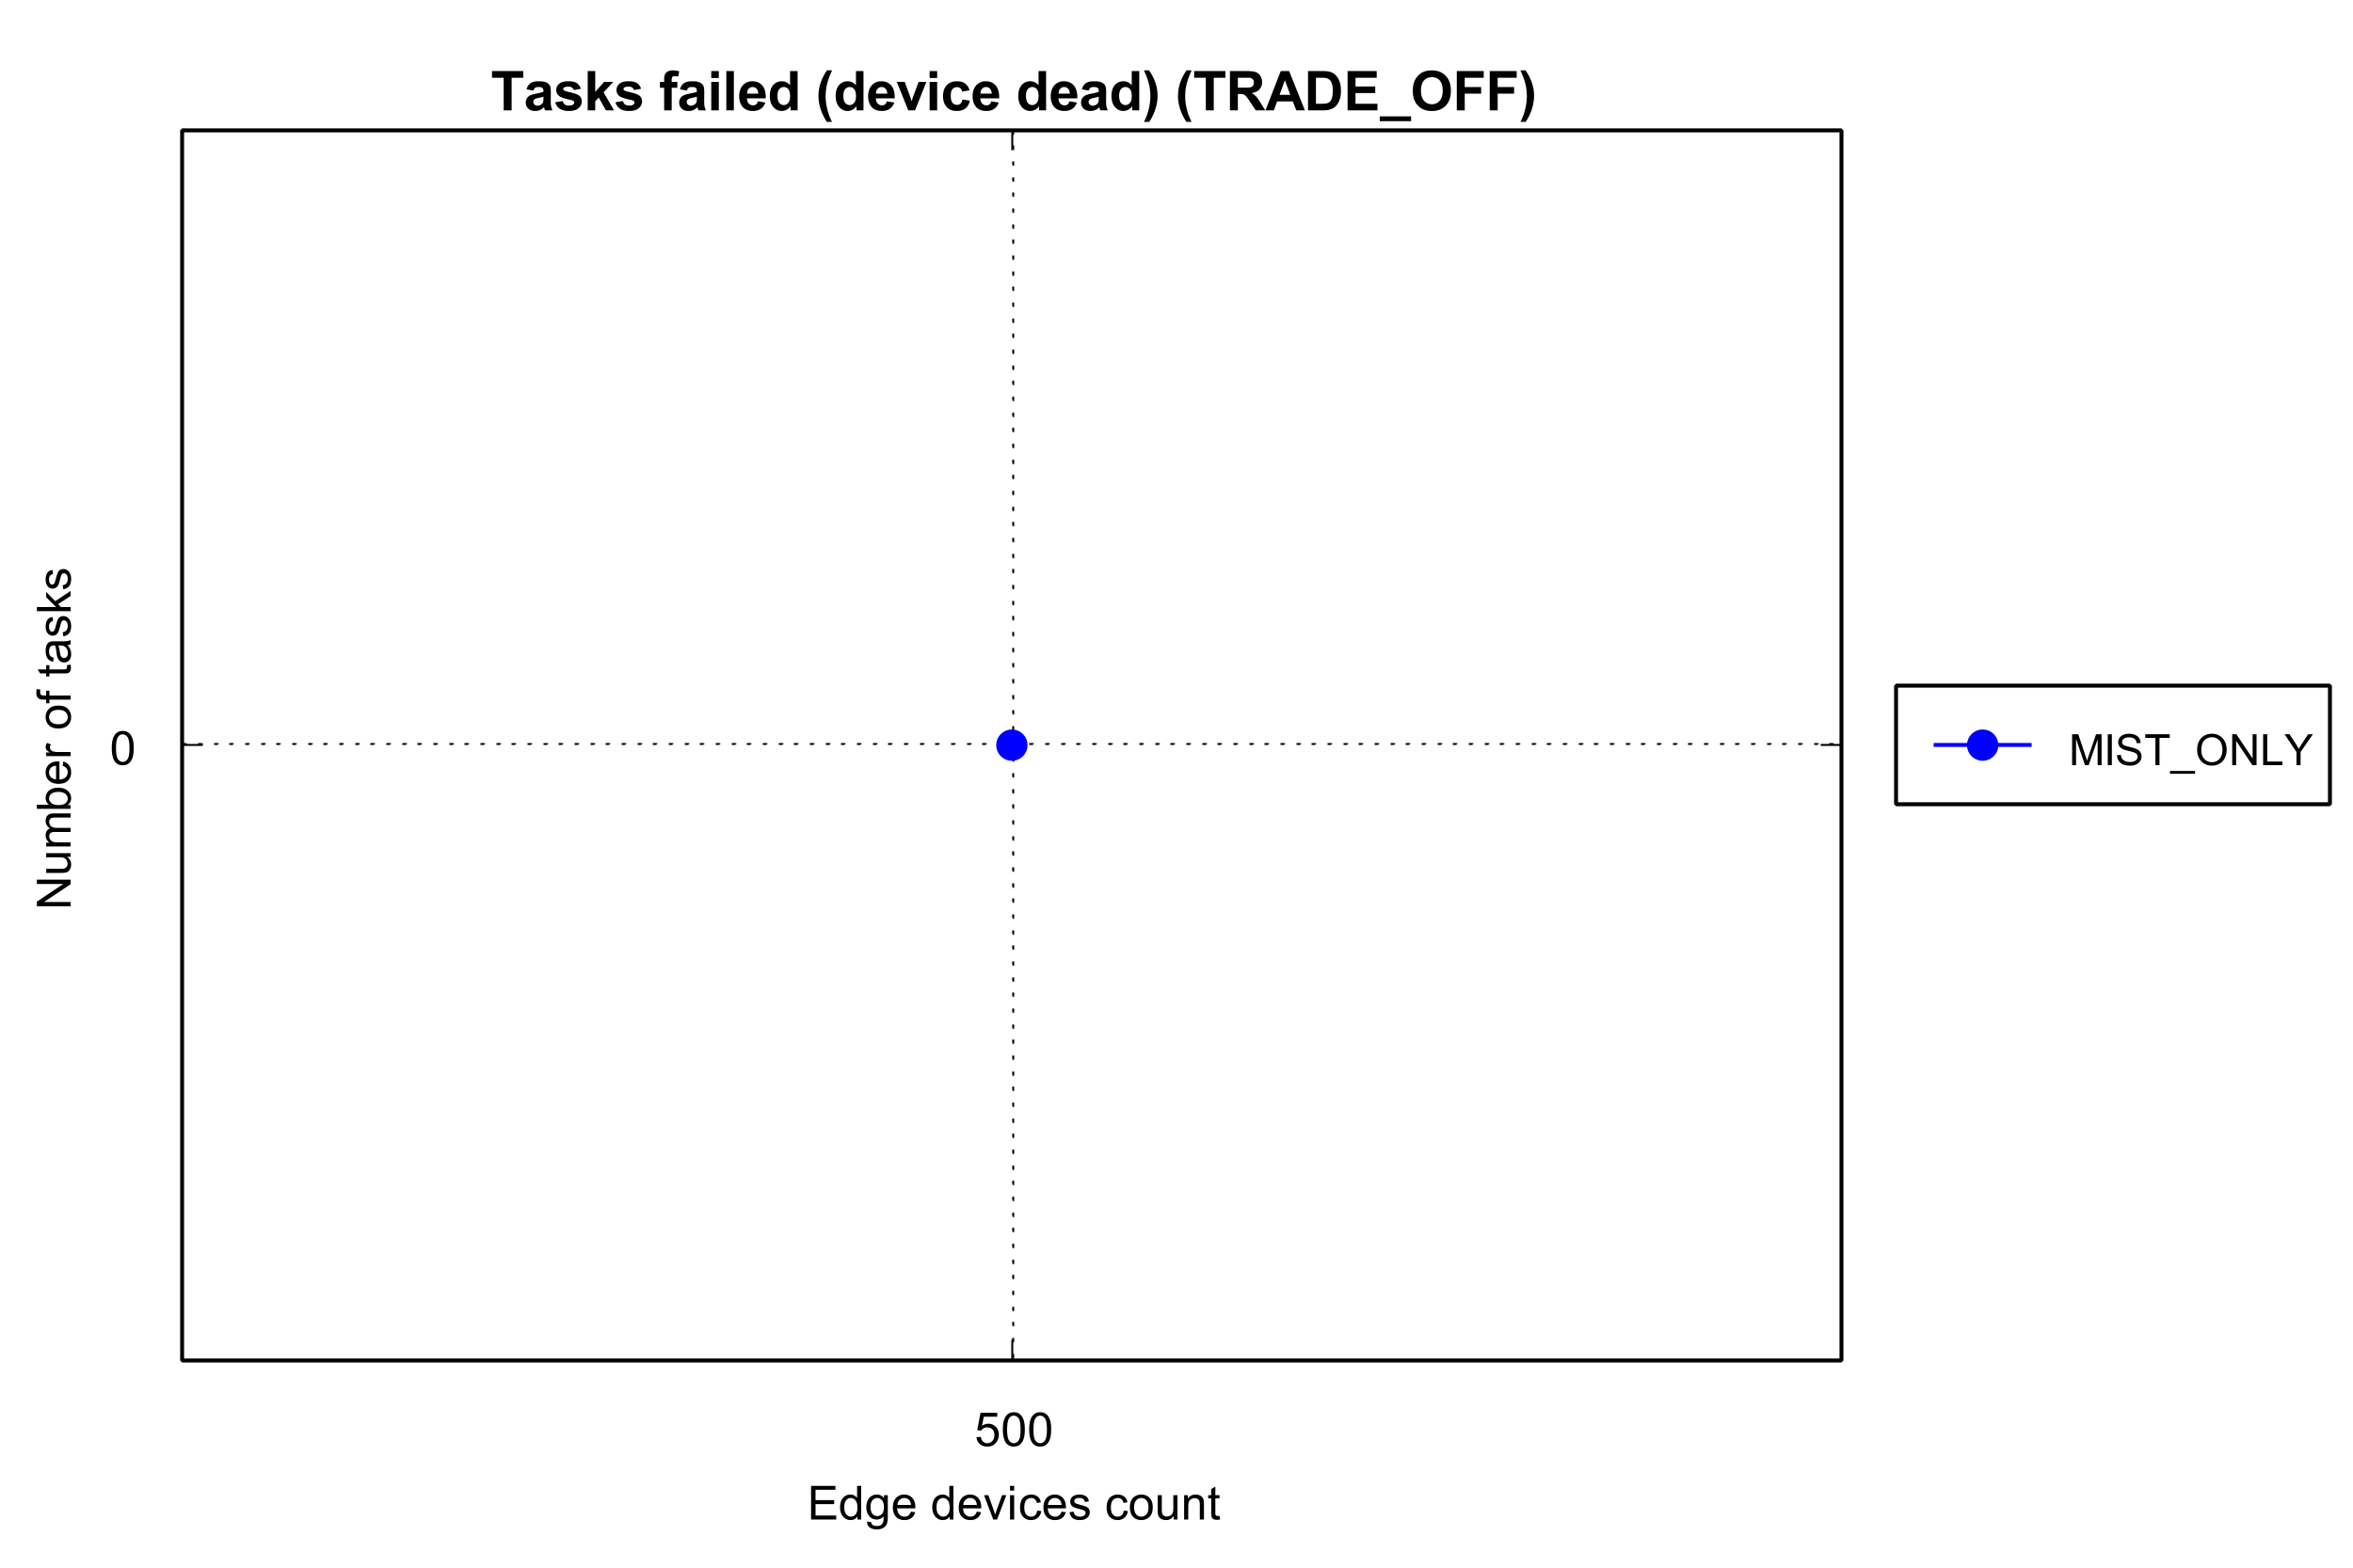 Tasks failed (device dead) (TRADE_OFF)
Number of tasks
0
MIST_ONLY
500
Edge devices count